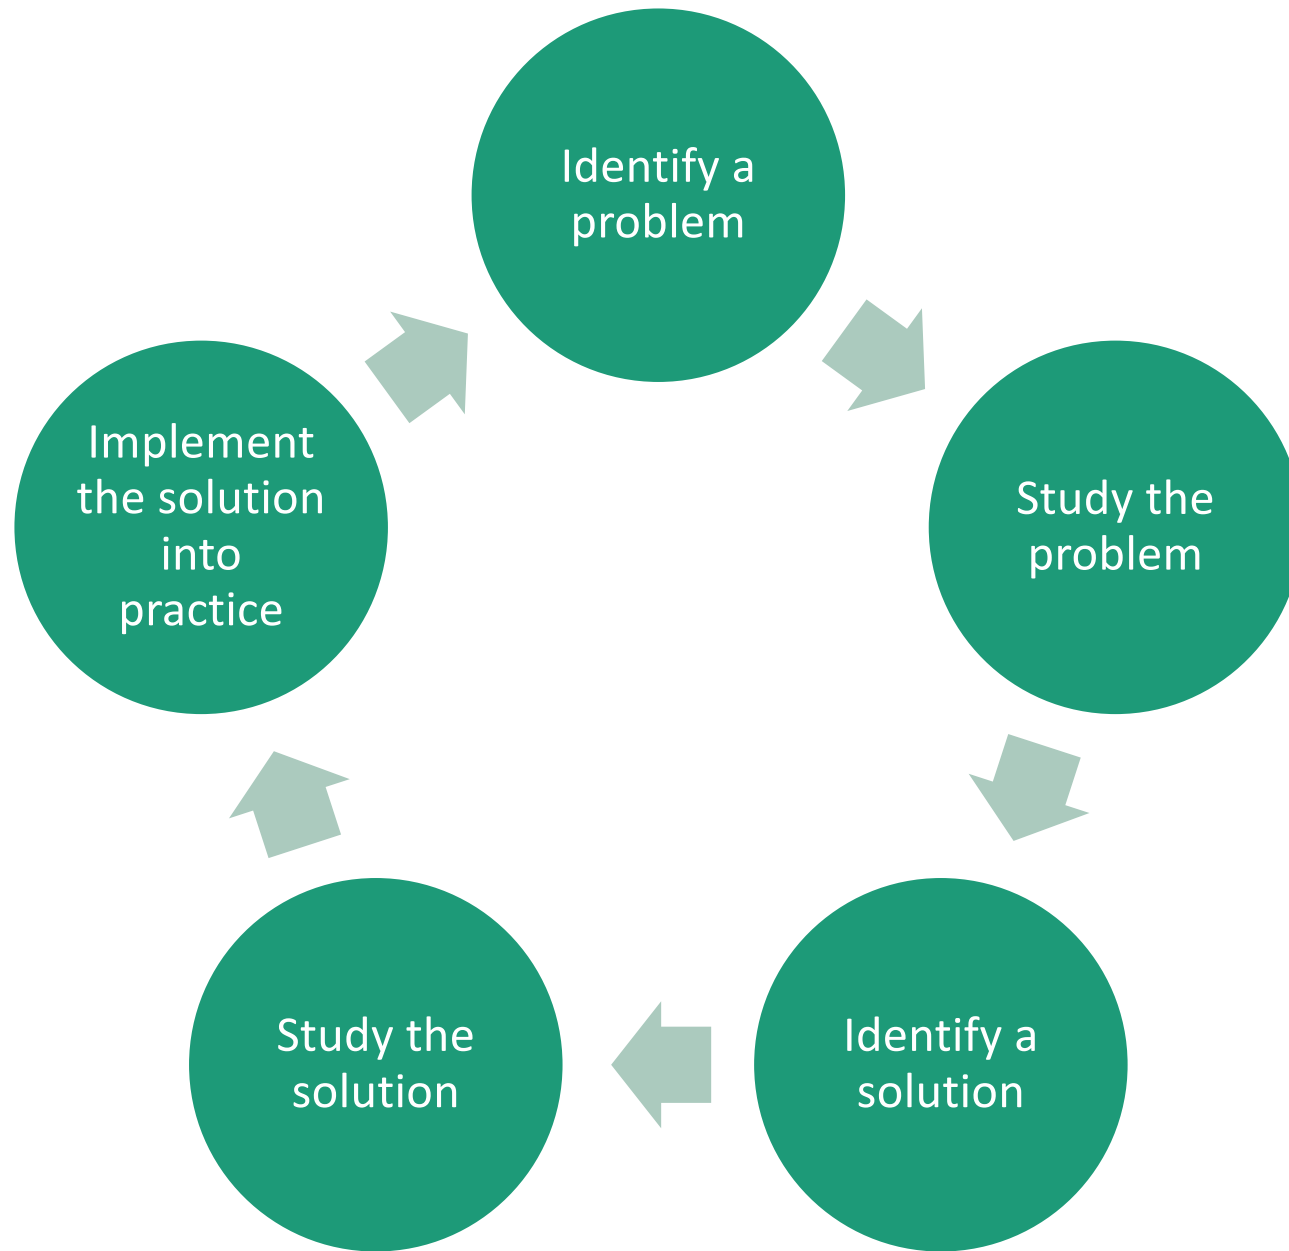 Identify a
problem
Study the
problem
Identify a
solution
Study the
solution
Implement
the solution
into
practice